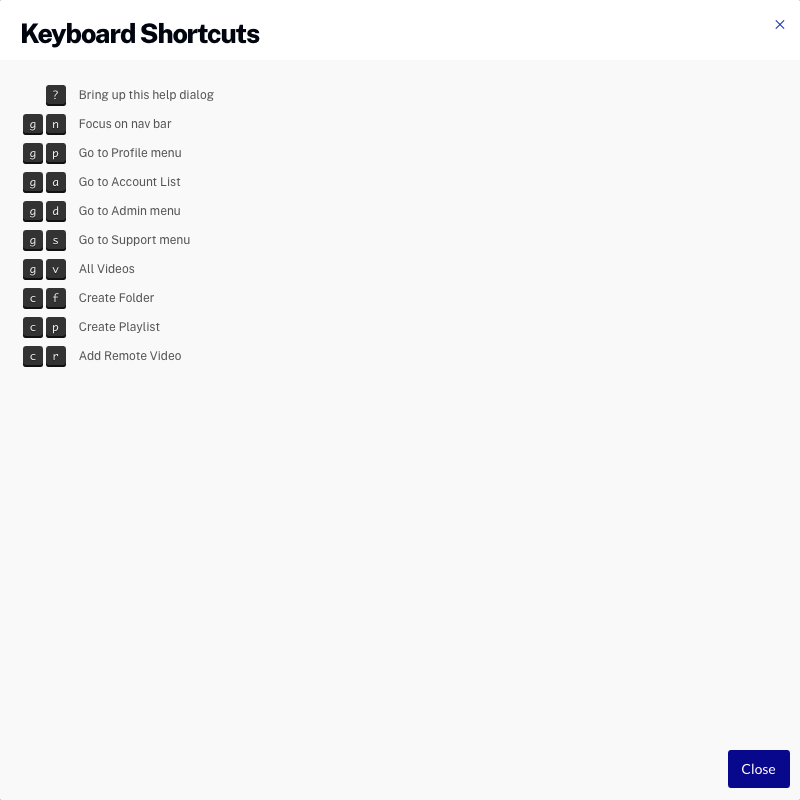 Keyboard Shortcuts
×
? Bring up this help dialog
g n Focus on nav bar
g p Go to Profile menu
g a Go to Account List
g d Go to Admin menu
g s Go to Support menu
g v All Videos
c f Create Folder
c p Create Playlist
c r Add Remote Video
Close